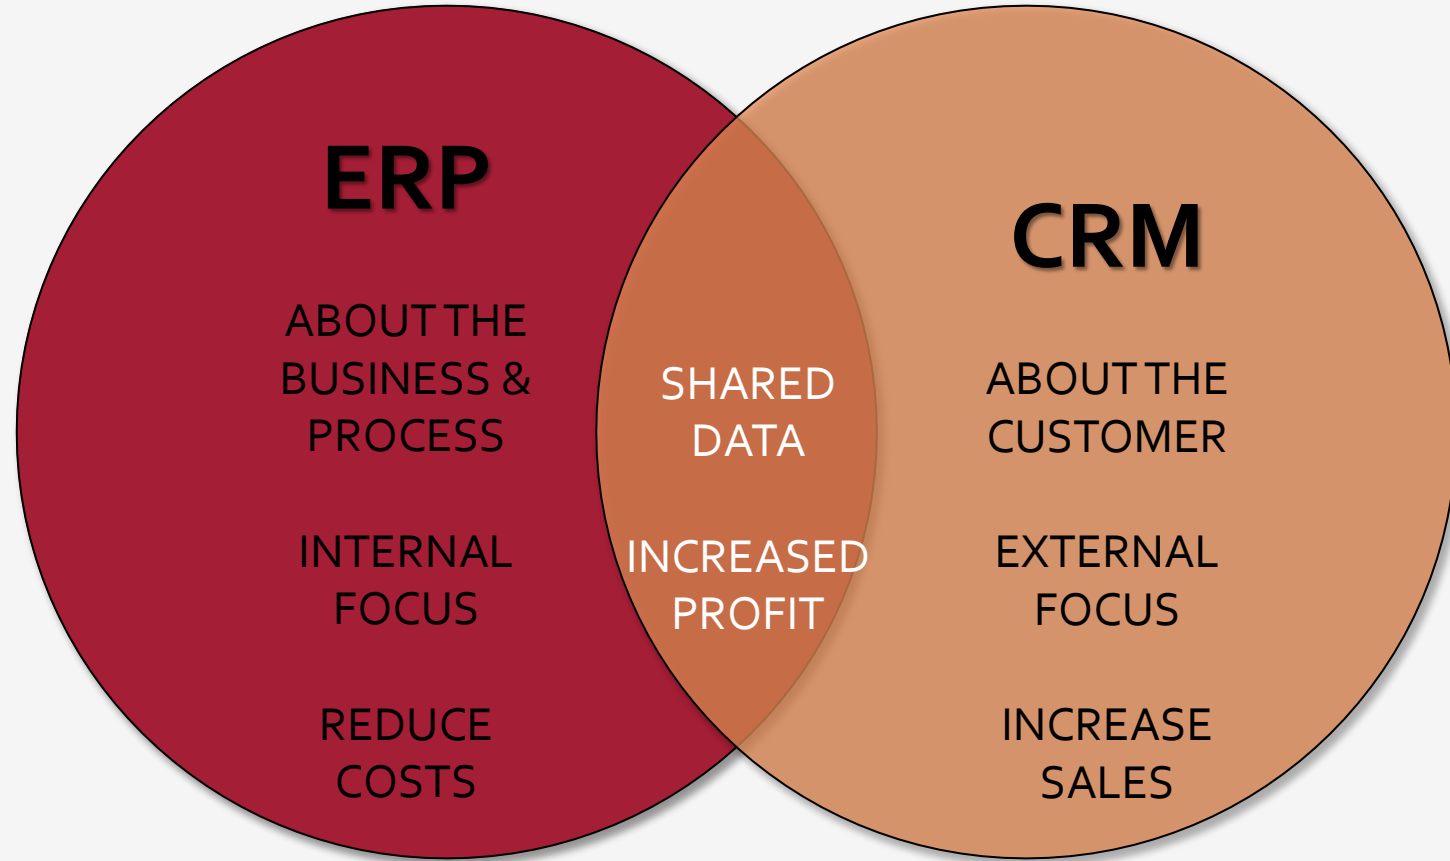 ERP
ABOUT THE
BUSINESS &
PROCESS
INTERNAL
FOCUS
REDUCE
COSTS
SHARED
DATA
INCREASED
PROFIT
CRM
ABOUT THE
CUSTOMER
EXTERNAL
FOCUS
INCREASE
SALES